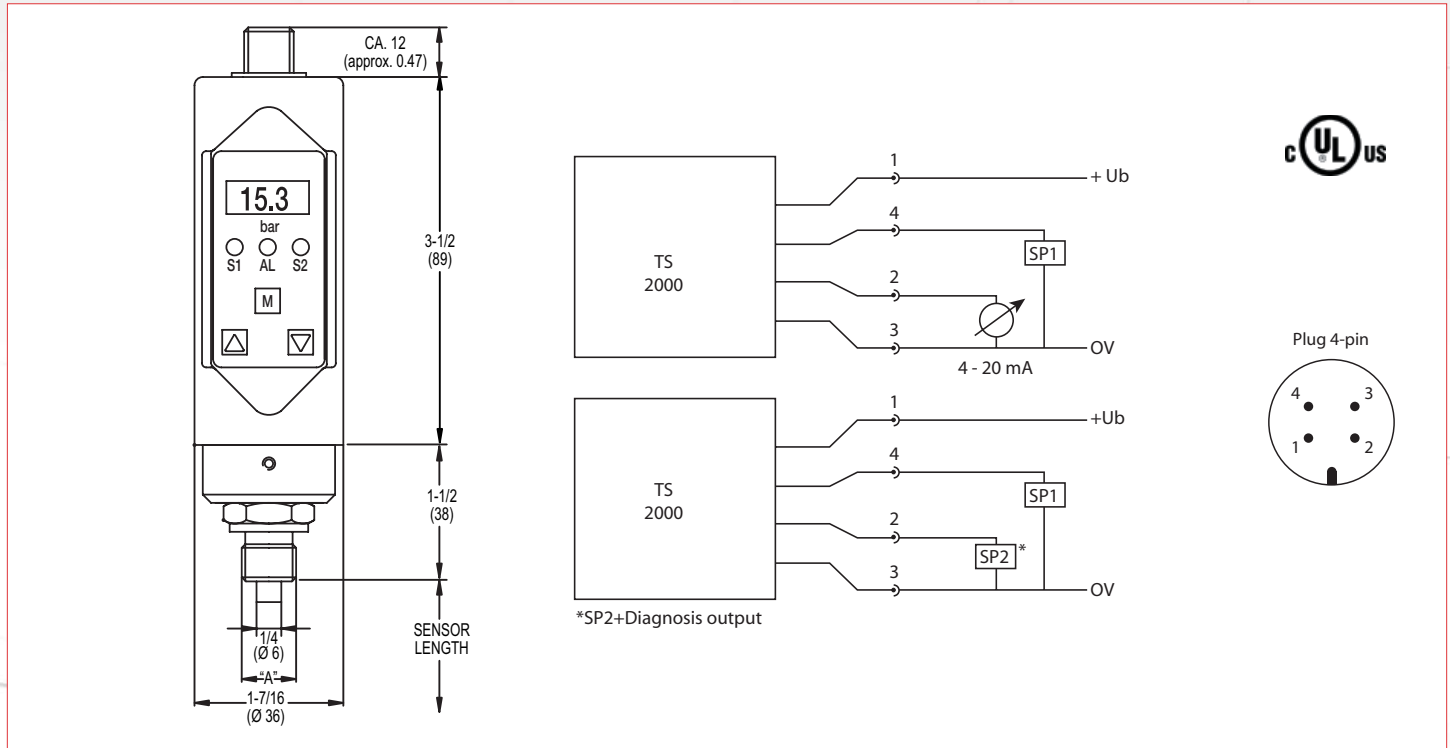 CA. 12
(approx. 0.47)
15.3
bar
S1 AL S2
M
3-1/2
(89)
1-1/2
(38)
SENSOR
LENGTH
1/4
(Ø 6)
"A"
1-7/16
(Ø 36)
TS
2000
1
+ Ub
4
SP1
2
3
OV
4 - 20 mA
TS
2000
1
+Ub
4
SP1
2
SP2 *
3
OV
*SP2+Diagnosis output
c UL ® US
Plug 4-pin
4 3
1 2